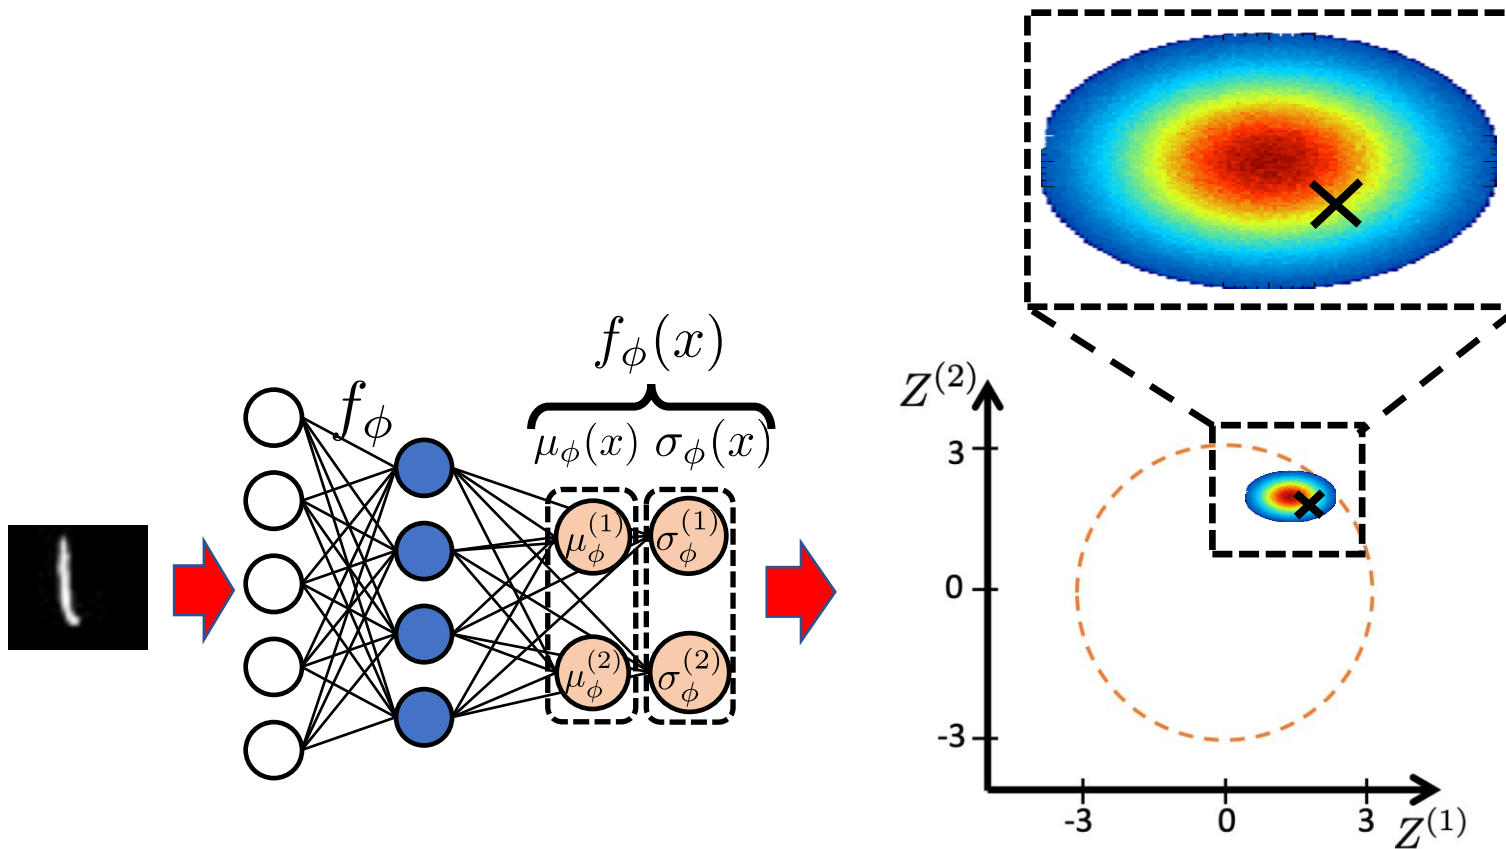 f_ϕ(x)
f_ϕ
μ_ϕ(x) σ_ϕ(x)
μ_ϕ^(1) σ_ϕ^(1)
μ_ϕ^(2) σ_ϕ^(2)
Z^(2)
3
0
-3
-3 0 3
Z^(1)